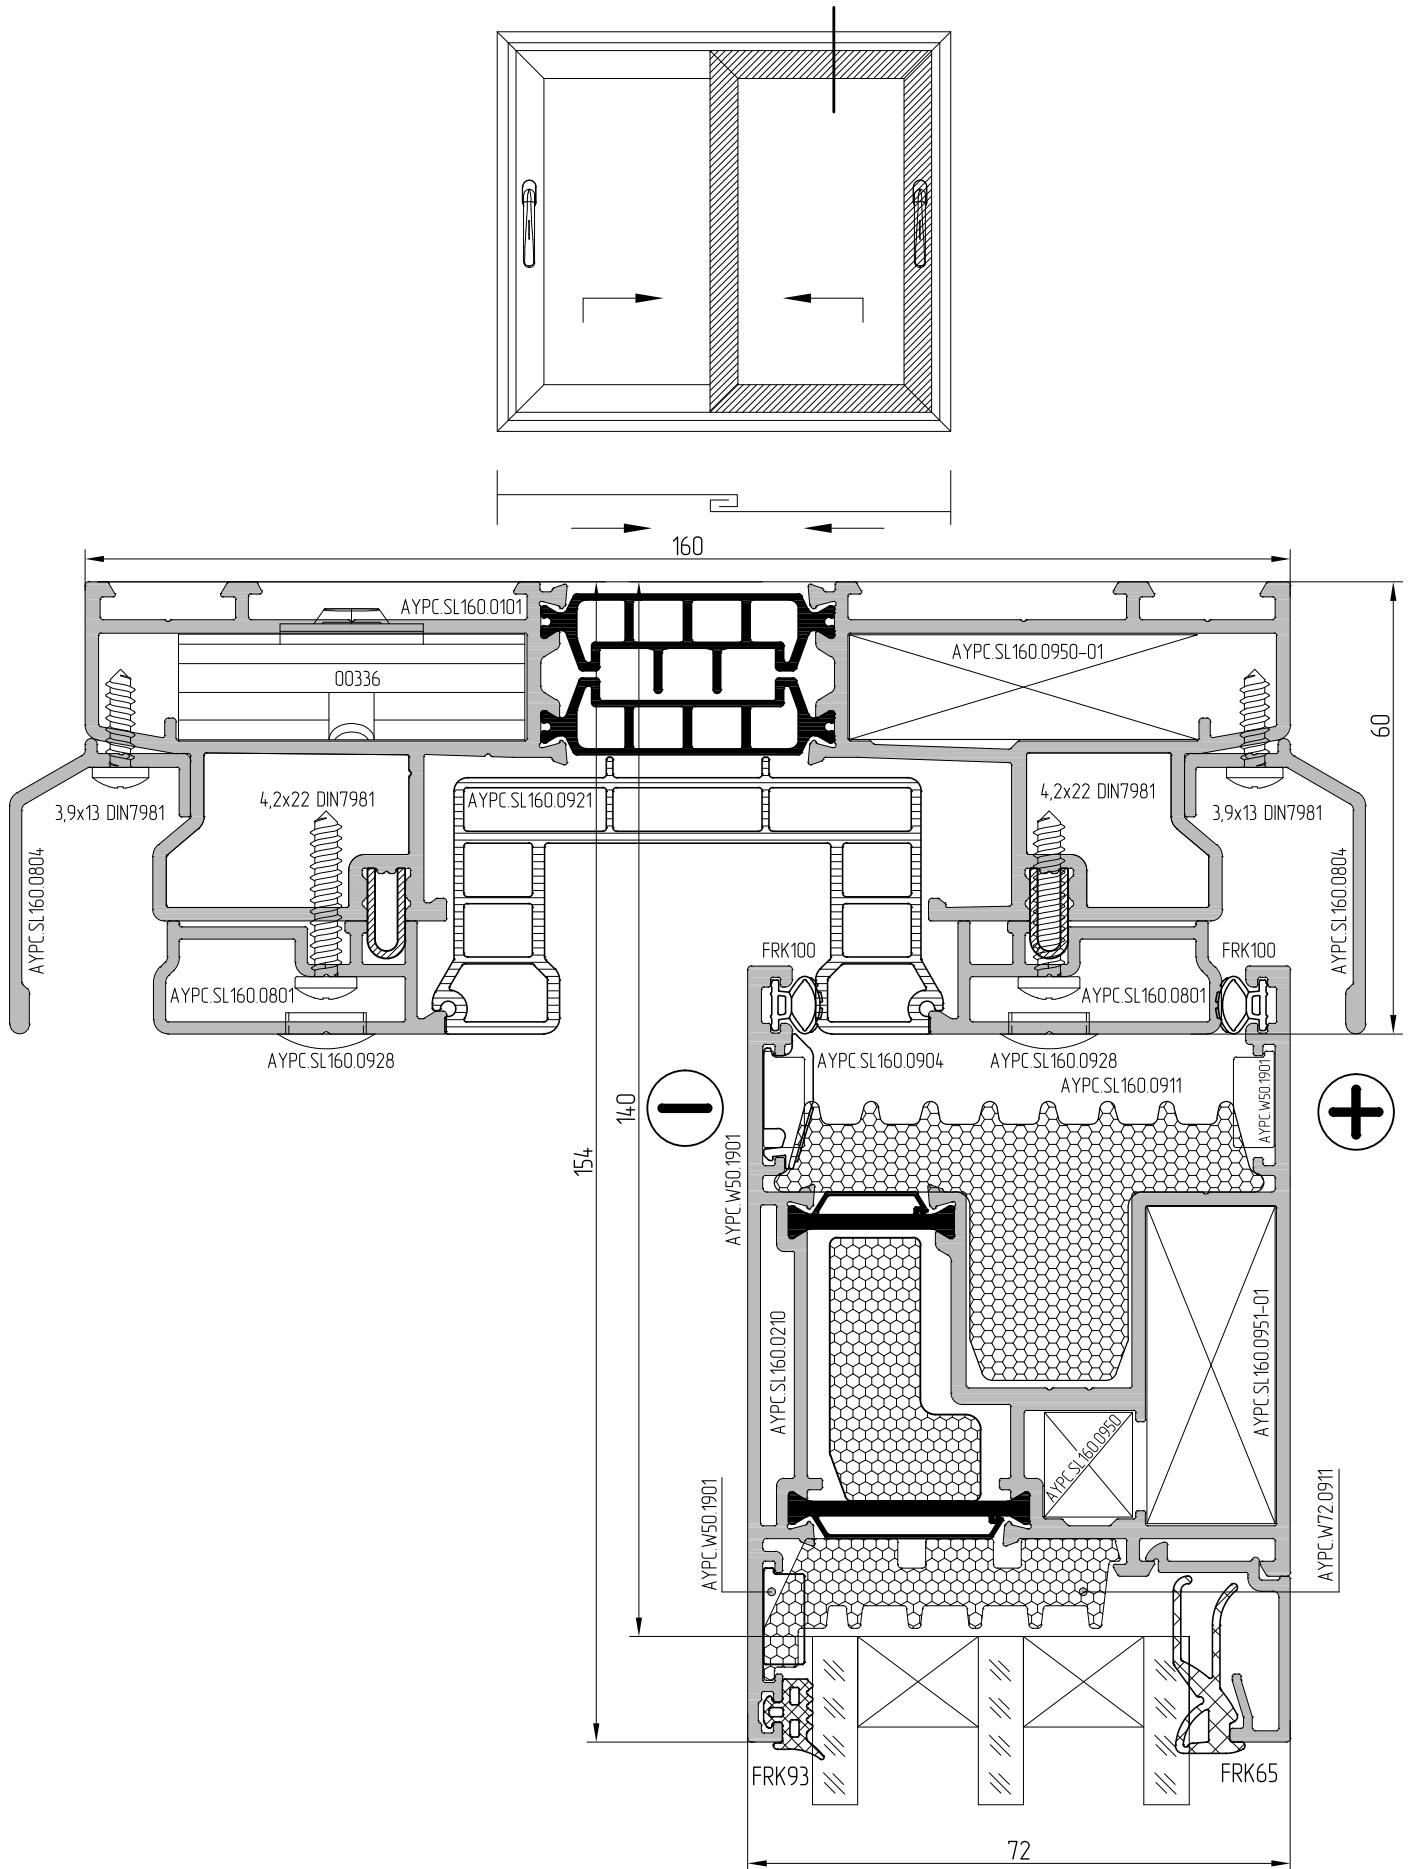 160
AYPC.SL160.0101
00336
AYPC.SL160.0950-01
60
3,9x13 DIN7981
4,2x22 DIN7981
AYPC.SL160.0921
4,2x22 DIN7981
3,9x13 DIN7981
AYPC.SL160.0804
AYPC.SL160.0804
FRK100
FRK100
AYPC.SL160.0801
AYPC.SL160.0801
AYPC.SL160.0928
AYPC.SL160.0904
AYPC.SL160.0928
AYPC.SL160.0911
AYPC.W50.1901
140
154
AYPC.W50.1901
AYPC.SL160.0210
AYPC.SL160.0951-01
AYPC.SL160.0950
AYPC.W50.1901
AYPC.W72.0911
FRK93
FRK65
72